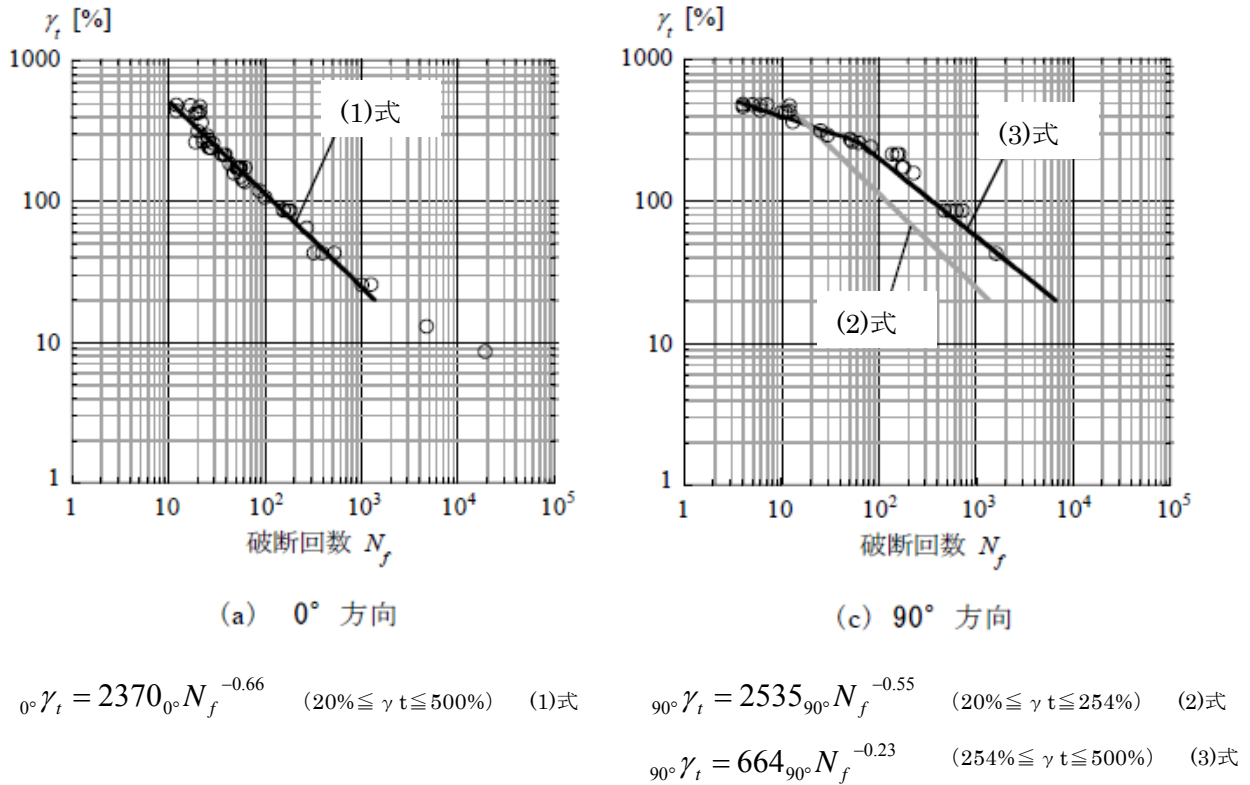 γt [%]
1000
100
10
1
1 10 10² 10³ 10⁴ 10⁵
破断回数 Nf
(1)式
(a) 0° 方向
γt [%]
1000
100
10
1
1 10 10² 10³ 10⁴ 10⁵
破断回数 Nf
(3)式
(2)式
(c) 90° 方向
0°γt = 2370 0°Nf^-0.66 (20%≦γt≦500%) (1)式
90°γt = 2535 90°Nf^-0.55 (20%≦γt≦254%) (2)式
90°γt = 664 90°Nf^-0.23 (254%≦γt≦500%) (3)式